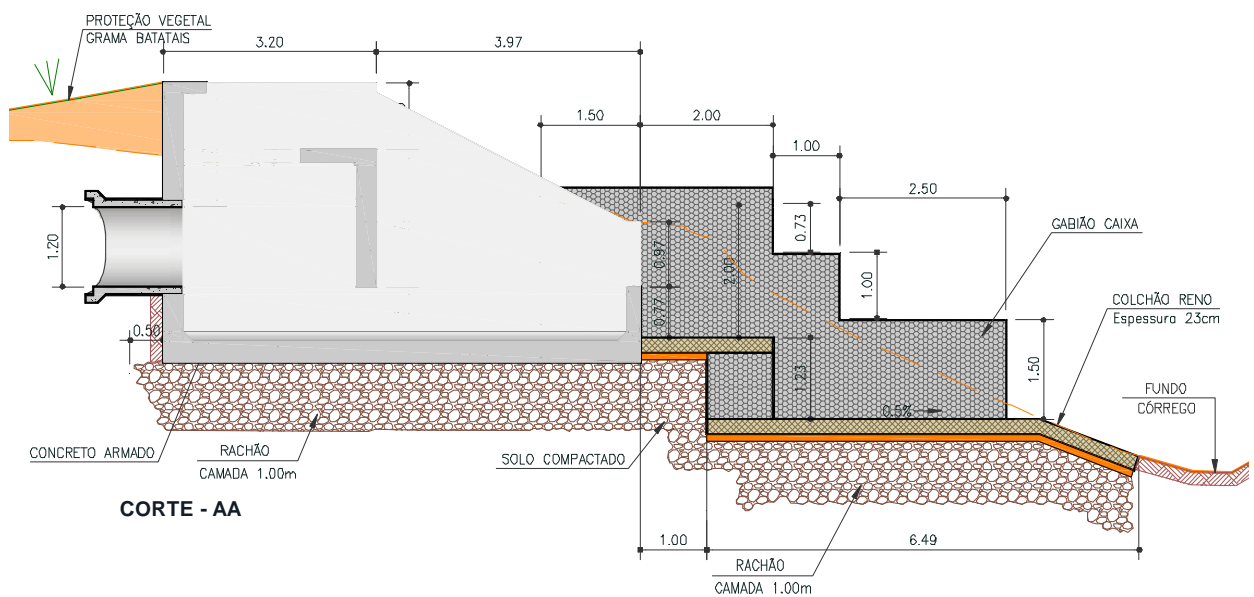 PROTEÇÃO VEGETAL
GRAMA BATATAIS
3.20
3.97
1.50
2.00
1.00
2.50
1.20
0.50
0.97
0.77
2.00
0.73
1.00
1.23
1.50
0.5%
GABIÃO CAIXA
COLCHÃO RENO
Espessura 23cm
FUNDO
CÓRREGO
CONCRETO ARMADO
RACHÃO
CAMADA 1.00m
SOLO COMPACTADO
CORTE - AA
1.00
6.49
RACHÃO
CAMADA 1.00m